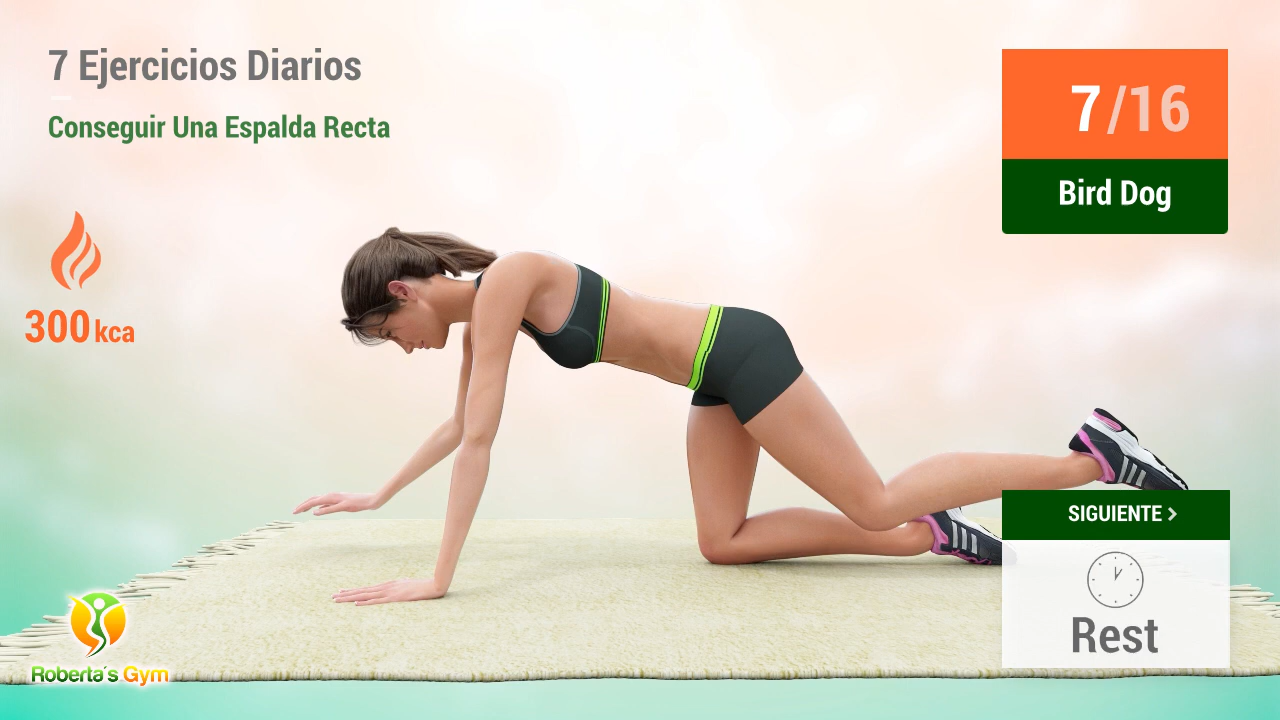 7 Ejercicios Diarios
Conseguir Una Espalda Recta
7/16
Bird Dog
300 kca
SIGUIENTE >
Rest
Roberta´s Gym